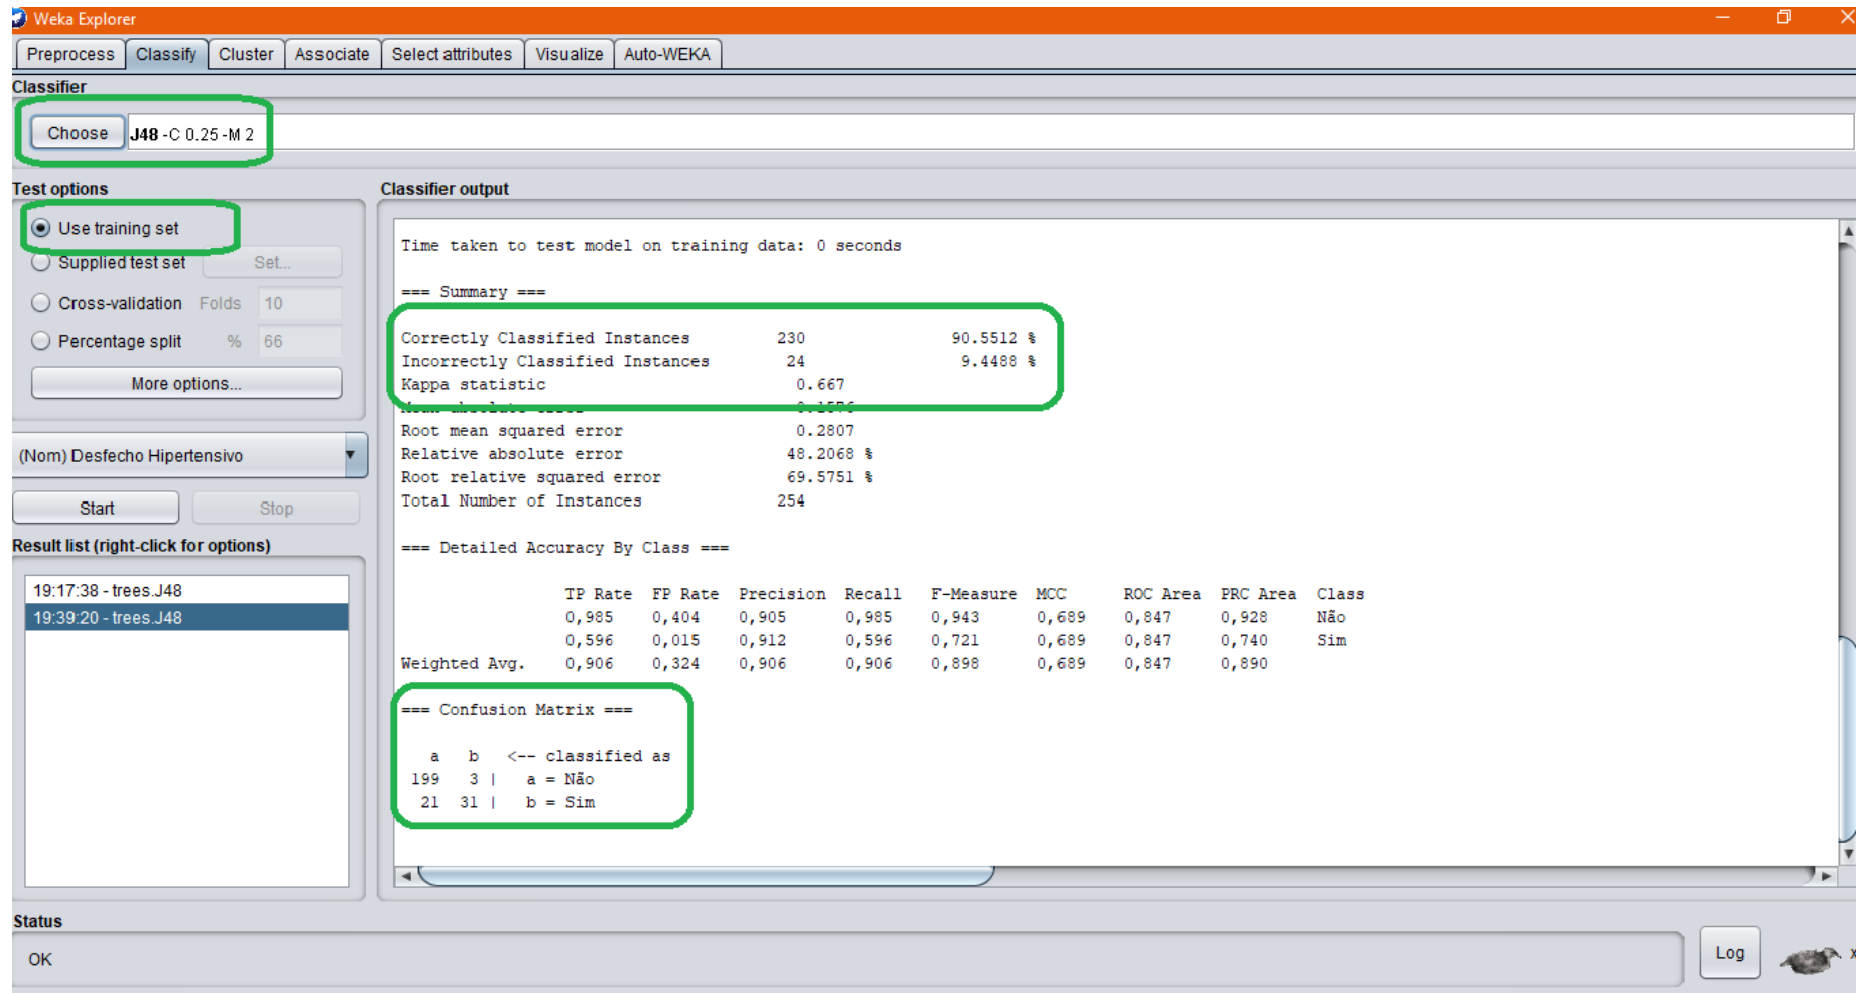 Weka Explorer
Preprocess Classify Cluster Associate Select attributes Visualize Auto-WEKA
Classifier
Choose J48 -C 0.25 -M 2
Test options
Use training set
Supplied test set Set...
Cross-validation Folds 10
Percentage split % 66
More options...
(Nom) Desfecho Hipertensivo
Start Stop
Result list (right-click for options)
19:17:38 - trees.J48
19:39:20 - trees.J48
Classifier output
Time taken to test model on training data: 0 seconds
=== Summary ===
Correctly Classified Instances 230 90.5512 %
Incorrectly Classified Instances 24 9.4488 %
Kappa statistic 0.667
Mean absolute error 0.1576
Root mean squared error 0.2807
Relative absolute error 48.2068 %
Root relative squared error 69.5751 %
Total Number of Instances 254
=== Detailed Accuracy By Class ===
TP Rate FP Rate Precision Recall F-Measure MCC ROC Area PRC Area Class
0,985 0,404 0,905 0,985 0,943 0,689 0,847 0,928 Não
0,596 0,015 0,912 0,596 0,721 0,689 0,847 0,740 Sim
Weighted Avg. 0,906 0,324 0,906 0,906 0,898 0,689 0,847 0,890
=== Confusion Matrix ===
a b <-- classified as
199 3 | a = Não
21 31 | b = Sim
Status
OK
Log
x